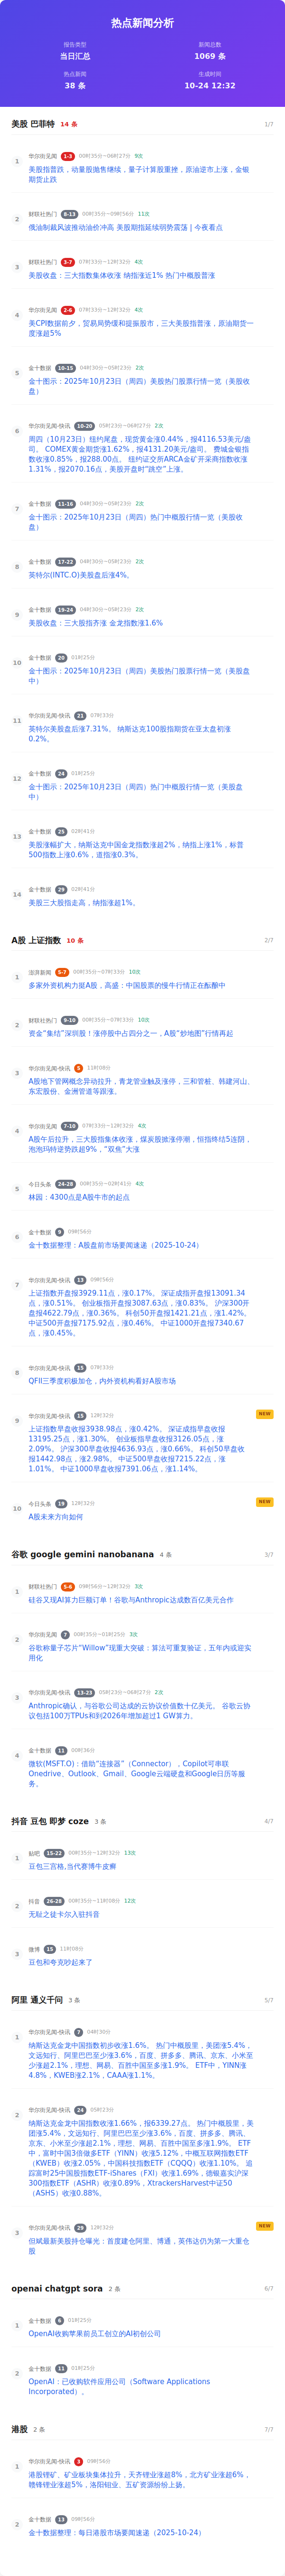 热点新闻分析
报告类型
新闻总数
当日汇总
1069 条
热点新闻
生成时间
38 条
10-24 12:32
美股 巴菲特 14 条 1/7
1 华尔街见闻 1-3 00时35分~06时27分 9次
美股指普跌，动量股抛售继续，量子计算股重挫，原油逆市上涨，金银
期货止跌
2 财联社热门 8-13 00时35分~09时56分 11次
俄油制裁风波推动油价冲高 美股期指延续弱势震荡 | 今夜看点
3 财联社热门 3-7 07时33分~12时32分 4次
美股收盘：三大指数集体收涨 纳指涨近1% 热门中概股普涨
4 华尔街见闻 2-6 07时33分~12时32分 4次
美CPI数据前夕，贸易局势缓和提振股市，三大美股指普涨，原油期货一
度涨超5%
5 金十数据 10-15 04时30分~05时23分 2次
金十图示：2025年10月23日（周四）美股热门股票行情一览（美股收
盘）
6 华尔街见闻-快讯 10-20 05时23分~06时27分 2次
周四（10月23日）纽约尾盘，现货黄金涨0.44%，报4116.53美元/盎
司。 COMEX黄金期货涨1.62%，报4131.20美元/盎司。 费城金银指
数收涨0.85%，报288.00点。 纽约证交所ARCA金矿开采商指数收涨
1.31%，报2070.16点，美股开盘时“跳空”上涨。
7 金十数据 11-16 04时30分~05时23分 2次
金十图示：2025年10月23日（周四）热门中概股行情一览（美股收
盘）
8 金十数据 17-22 04时30分~05时23分 2次
英特尔(INTC.O)美股盘后涨4%。
9 金十数据 19-24 04时30分~05时23分 2次
美股收盘：三大股指齐涨 金龙指数涨1.6%
10 金十数据 20 01时25分
金十图示：2025年10月23日（周四）美股热门股票行情一览（美股盘
中）
11 华尔街见闻-快讯 21 07时33分
英特尔美股盘后涨7.31%。 纳斯达克100股指期货在亚太盘初涨
0.2%。
12 金十数据 24 01时25分
金十图示：2025年10月23日（周四）热门中概股行情一览（美股盘
中）
13 金十数据 25 02时41分
美股涨幅扩大，纳斯达克中国金龙指数涨超2%，纳指上涨1%，标普
500指数上涨0.6%，道指涨0.3%。
14 金十数据 29 02时41分
美股三大股指走高，纳指涨超1%。
A股 上证指数 10 条 2/7
1 澎湃新闻 5-7 00时35分~07时33分 10次
多家外资机构力挺A股，高盛：中国股票的慢牛行情正在酝酿中
2 财联社热门 9-10 00时35分~07时33分 10次
资金“集结”深圳股！涨停股中占四分之一，A股“炒地图”行情再起
3 华尔街见闻-快讯 5 11时08分
A股地下管网概念异动拉升，青龙管业触及涨停，三和管桩、韩建河山、
东宏股份、金洲管道等跟涨。
4 华尔街见闻 7-10 07时33分~12时32分 4次
A股午后拉升，三大股指集体收涨，煤炭股掀涨停潮，恒指终结5连阴，
泡泡玛特逆势跌超9%，“双焦”大涨
5 今日头条 24-28 00时35分~02时41分 4次
林园：4300点是A股牛市的起点
6 金十数据 9 09时56分
金十数据整理：A股盘前市场要闻速递（2025-10-24）
7 华尔街见闻-快讯 13 09时56分
上证指数开盘报3929.11点，涨0.17%。 深证成指开盘报13091.34
点，涨0.51%。 创业板指开盘报3087.63点，涨0.83%。 沪深300开
盘报4622.79点，涨0.36%。 科创50开盘报1421.21点，涨1.42%。
中证500开盘报7175.92点，涨0.46%。 中证1000开盘报7340.67
点，涨0.45%。
8 华尔街见闻-快讯 15 07时33分
QFII三季度积极加仓，内外资机构看好A股市场
9 华尔街见闻-快讯 15 12时32分 NEW
上证指数早盘收报3938.98点，涨0.42%。 深证成指早盘收报
13195.25点，涨1.30%。 创业板指早盘收报3126.05点，涨
2.09%。 沪深300早盘收报4636.93点，涨0.66%。 科创50早盘收
报1442.98点，涨2.98%。 中证500早盘收报7215.22点，涨
1.01%。 中证1000早盘收报7391.06点，涨1.14%。
10 今日头条 19 12时32分 NEW
A股未来方向如何
谷歌 google gemini nanobanana 4 条 3/7
1 财联社热门 5-6 09时56分~12时32分 3次
硅谷又现AI算力巨额订单！谷歌与Anthropic达成数百亿美元合作
2 华尔街见闻 7 00时35分~01时25分 3次
谷歌称量子芯片“Willow”现重大突破：算法可重复验证，五年内或迎实
用化
3 华尔街见闻-快讯 13-23 05时23分~06时27分 2次
Anthropic确认，与谷歌公司达成的云协议价值数十亿美元。 谷歌云协
议包括100万TPUs和到2026年增加超过1 GW算力。
4 金十数据 11 00时36分
微软(MSFT.O)：借助“连接器”（Connector），Copilot可串联
Onedrive、Outlook、Gmail、Google云端硬盘和Google日历等服
务。
抖音 豆包 即梦 coze 3 条 4/7
1 贴吧 15-22 00时35分~12时32分 13次
豆包三宫格,当代赛博牛皮癣
2 抖音 26-28 00时35分~11时08分 12次
无耻之徒卡尔入驻抖音
3 微博 15 11时08分
豆包和夸克吵起来了
阿里 通义千问 3 条 5/7
1 华尔街见闻-快讯 7 04时30分
纳斯达克金龙中国指数初步收涨1.6%。 热门中概股里，美团涨5.4%，
文远知行、阿里巴巴至少涨3.6%，百度、拼多多、腾讯、京东、小米至
少涨超2.1%，理想、网易、百胜中国至多涨1.9%。 ETF中，YINN涨
4.8%，KWEB涨2.1%，CAAA涨1.1%。
2 华尔街见闻-快讯 24 05时23分
纳斯达克金龙中国指数收涨1.66%，报6339.27点。 热门中概股里，美
团涨5.4%，文远知行、阿里巴巴至少涨3.6%，百度、拼多多、腾讯、
京东、小米至少涨超2.1%，理想、网易、百胜中国至多涨1.9%。 ETF
中，富时中国3倍做多ETF（YINN）收涨5.12%，中概互联网指数ETF
（KWEB）收涨2.05%，中国科技ETF（CQQQ）收涨1.10%。 追
踪富时25中国股指数ETF-iShares（FXI）收涨1.69%，德银嘉实沪深
300指数ETF（ASHR）收涨0.89%，XtrackersHarvest中证50
（ASHS）收涨0.88%。
3 华尔街见闻-快讯 29 12时32分 NEW
但斌最新美股持仓曝光：首度建仓阿里、博通，英伟达仍为第一大重仓
股
openai chatgpt sora 2 条 6/7
1 金十数据 6 01时25分
OpenAI收购苹果前员工创立的AI初创公司
2 金十数据 11 01时25分
OpenAI：已收购软件应用公司（Software Applications
Incorporated）。
港股 2 条 7/7
1 华尔街见闻-快讯 3 09时56分
港股锂矿、矿业板块集体拉升，天齐锂业涨超8%，北方矿业涨超6%，
赣锋锂业涨超5%，洛阳钼业、五矿资源纷纷上扬。
2 金十数据 13 09时56分
金十数据整理：每日港股市场要闻速递（2025-10-24）